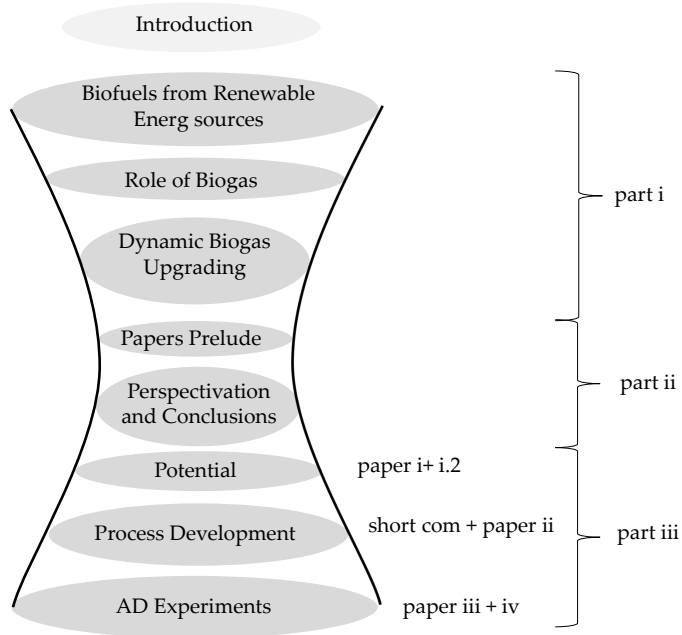 Introduction
Biofuels from Renewable
Energ sources
Role of Biogas
part i
Dynamic Biogas
Upgrading
Papers Prelude
part ii
Perspectivation
and Conclusions
Potential
paper i+ i.2
Process Development
short com + paper ii
part iii
AD Experiments
paper iii + iv